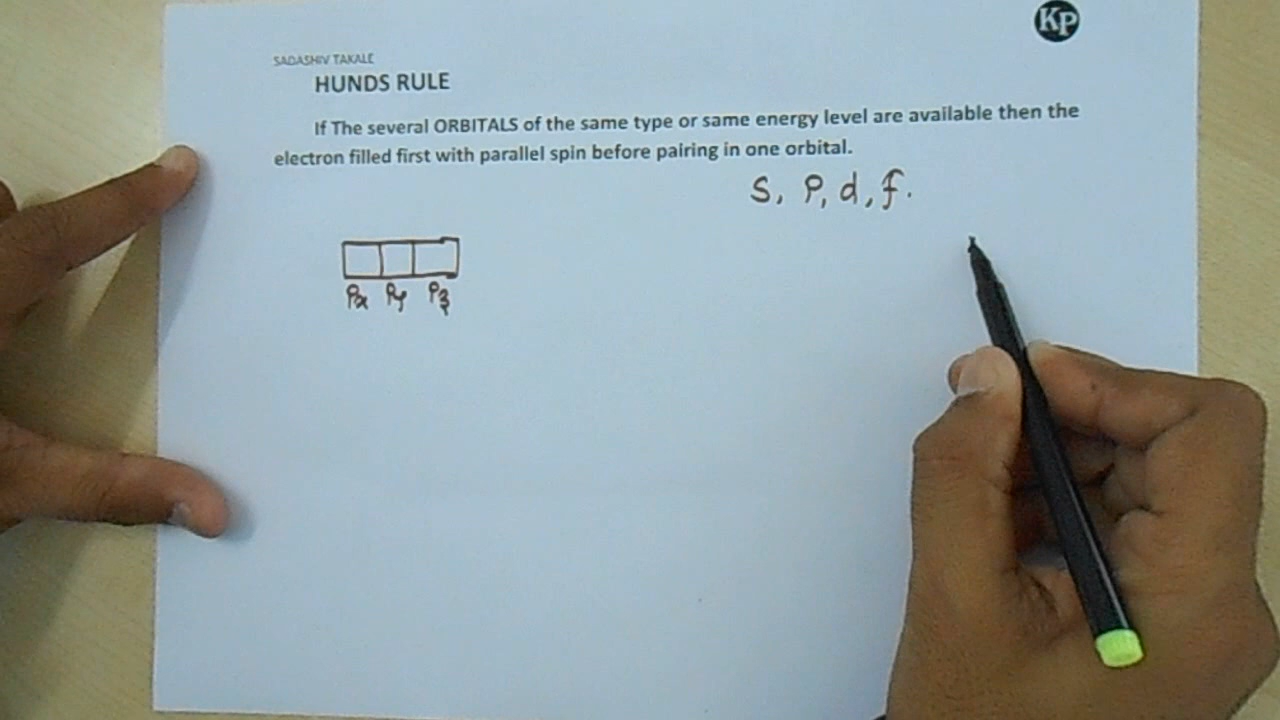 KP
SADASHIV TAKALE
HUNDS RULE
If The several ORBITALS of the same type or same energy level are available then the
electron filled first with parallel spin before pairing in one orbital.
S, P, d, f.
Px Py Pz